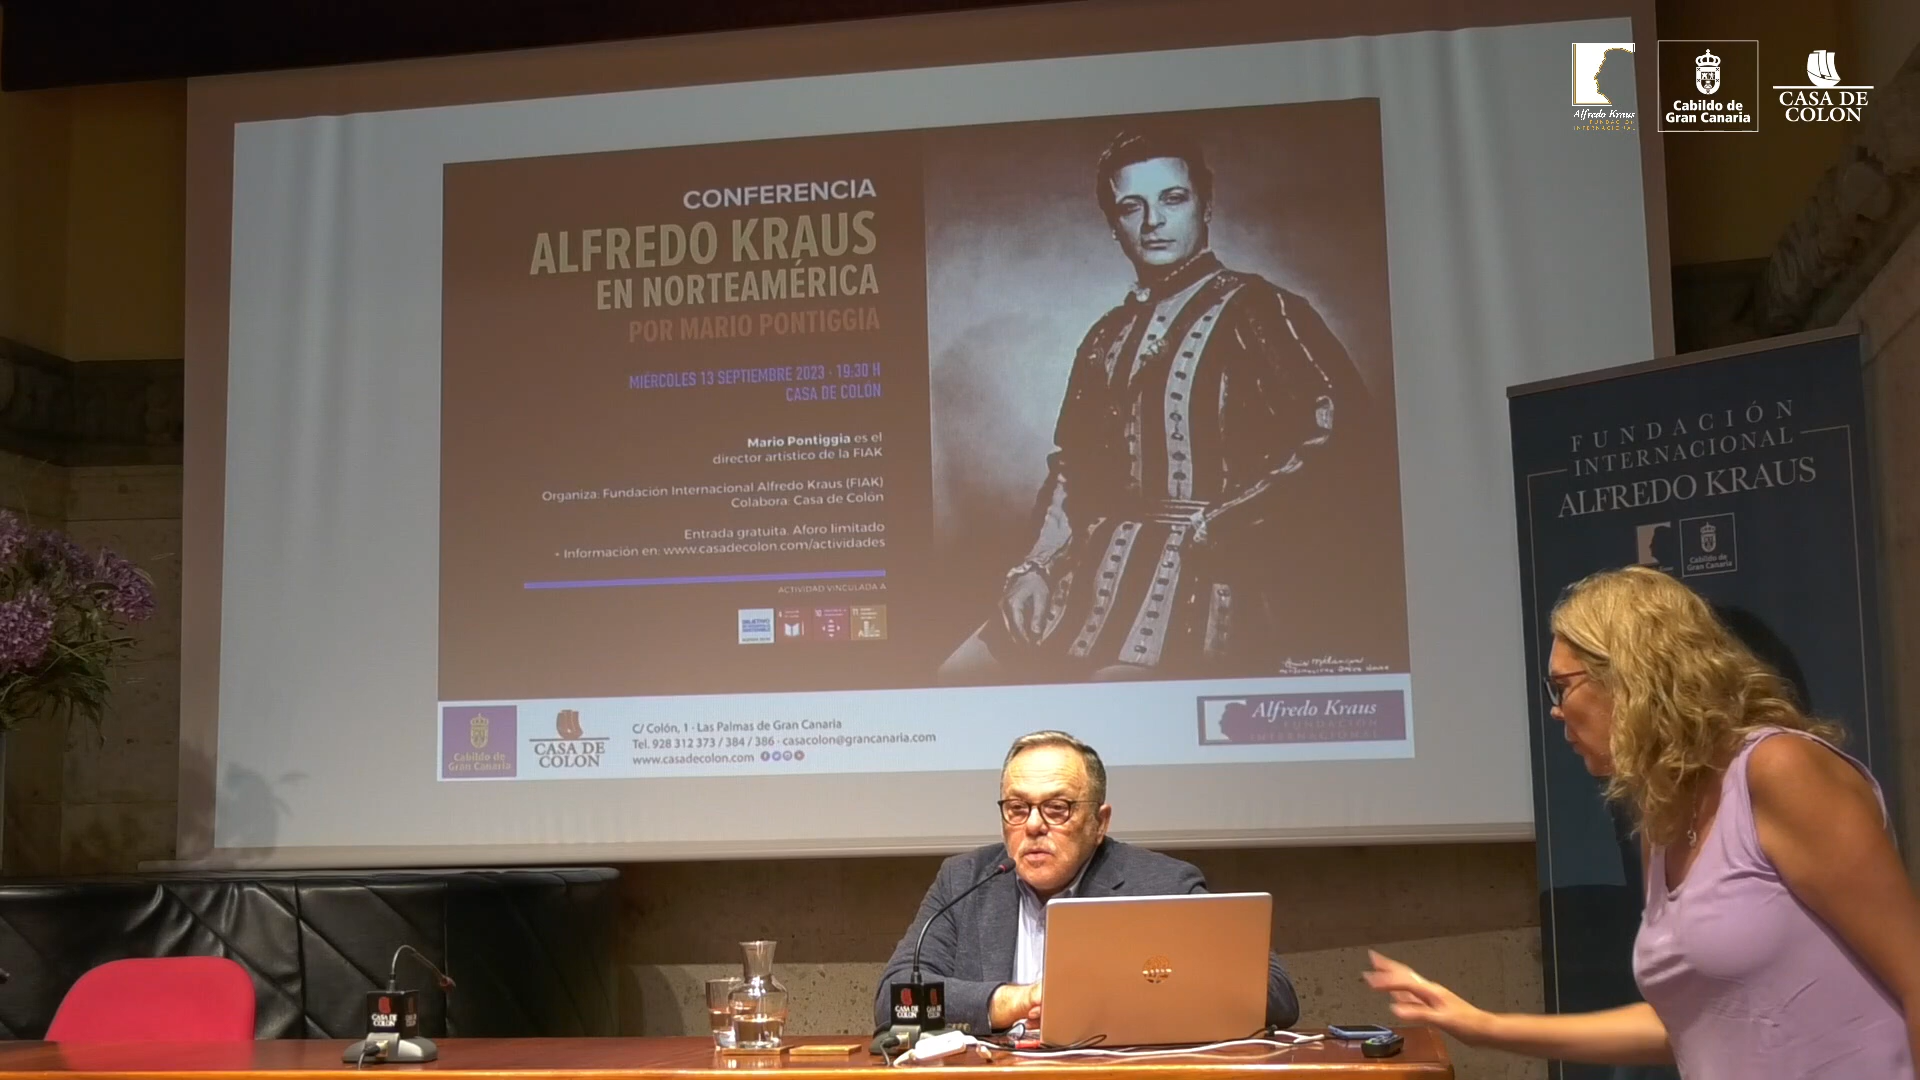 Alfredo Kraus
FUNDACIÓN
INTERNACIONAL
Cabildo de
Gran Canaria
CASA DE
COLON
CONFERENCIA
ALFREDO KRAUS
EN NORTEAMÉRICA
POR MARIO PONTIGGIA
MIÉRCOLES 13 SEPTIEMBRE 2023 · 19:30 H
CASA DE COLÓN
Mario Pontiggia es el
director artístico de la FIAK
Organiza: Fundación Internacional Alfredo Kraus (FIAK)
Colabora: Casa de Colón
Entrada gratuita. Aforo limitado
+ Información en: www.casadecolon.com/actividades
ACTIVIDAD VINCULADA A
Cabildo de
Gran Canaria
CASA DE
COLON
C/ Colón, 1 · Las Palmas de Gran Canaria
Tel. 928 312 373 / 384 / 386 · casacolon@grancanaria.com
www.casadecolon.com
Alfredo Kraus
FUNDACIÓN
INTERNACIONAL
FUNDACIÓN
INTERNACIONAL
ALFREDO KRAUS
Cabildo de
Gran Canaria
CASA DE
COLON
CASA DE
COLON
hp